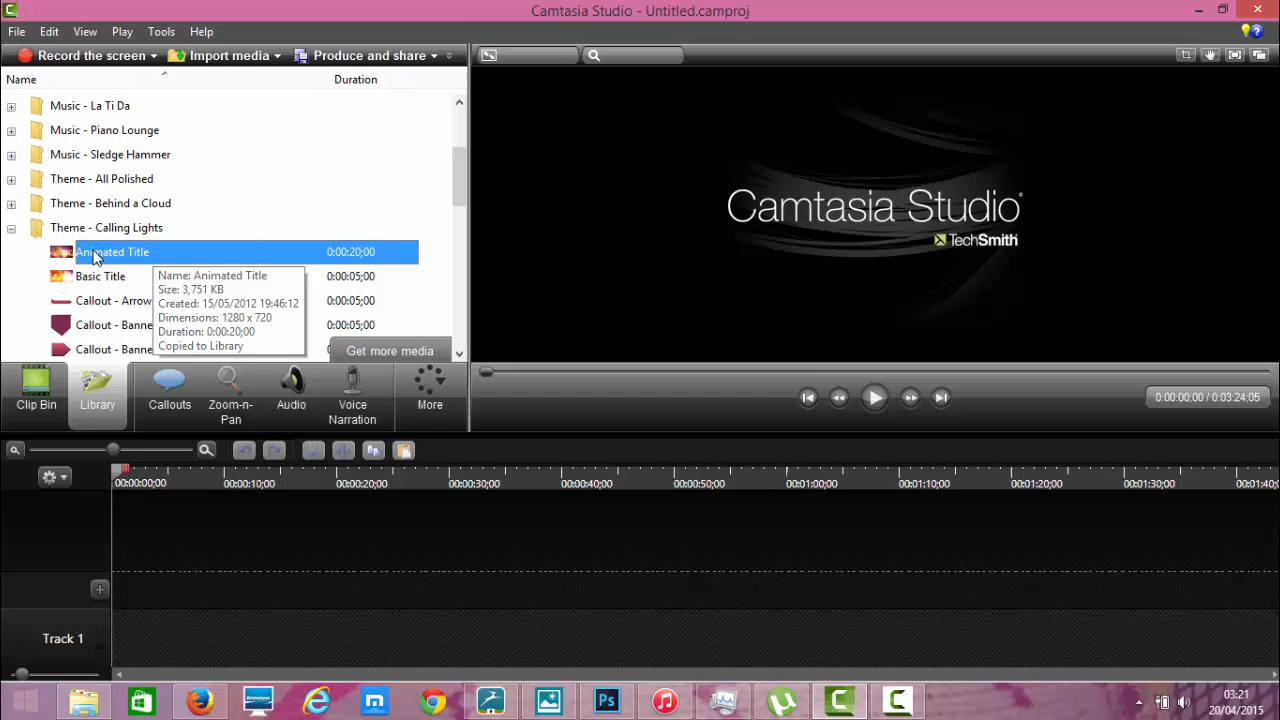 Camtasia Studio - Untitled.camproj
File Edit View Play Tools Help
Record the screen Import media Produce and share
Name Duration
Music - La Ti Da
Music - Piano Lounge
Music - Sledge Hammer
Theme - All Polished
Theme - Behind a Cloud
Theme - Calling Lights
Animated Title 0:00:20;00
Basic Title 0:00:05;00
Callout - Arrow 0:00:05;00
Callout - Banne 0:00:05;00
Callout - Banne
Name: Animated Title
Size: 3,751 KB
Created: 15/05/2012 19:46:12
Dimensions: 1280 x 720
Duration: 0:00:20;00
Copied to Library
Get more media
Camtasia Studio®
TechSmith
Clip Bin Library Callouts Zoom-n-Pan Audio Voice Narration More
0:00:00;00 / 0:03:24;05
00:00:00;00 00:00:10;00 00:00:20;00 00:00:30;00 00:00:40;00 00:00:50;00 00:01:00;00 00:01:10;00 00:01:20;00 00:01:30;00 00:01:40;0
Track 1
Lenovo
Ps
03:21
20/04/2015